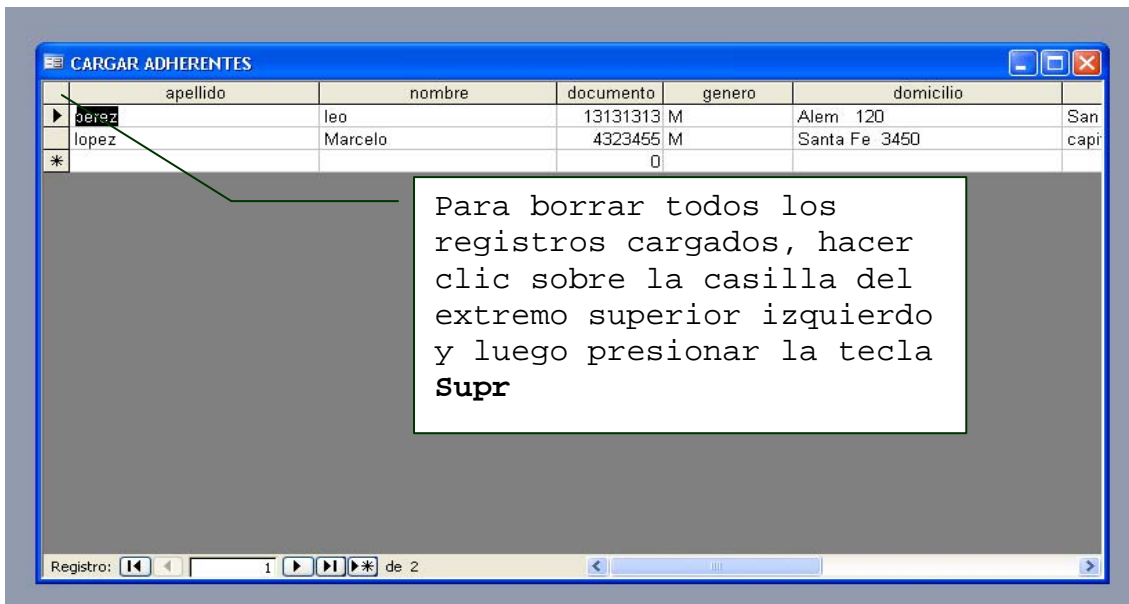 CARGAR ADHERENTES
apellido nombre documento genero domicilio
perez leo 13131313 M Alem 120 San
lopez Marcelo 4323455 M Santa Fe 3450 capi
0
Para borrar todos los
registros cargados, hacer
clic sobre la casilla del
extremo superior izquierdo
y luego presionar la tecla
Supr
Registro: 1 de 2